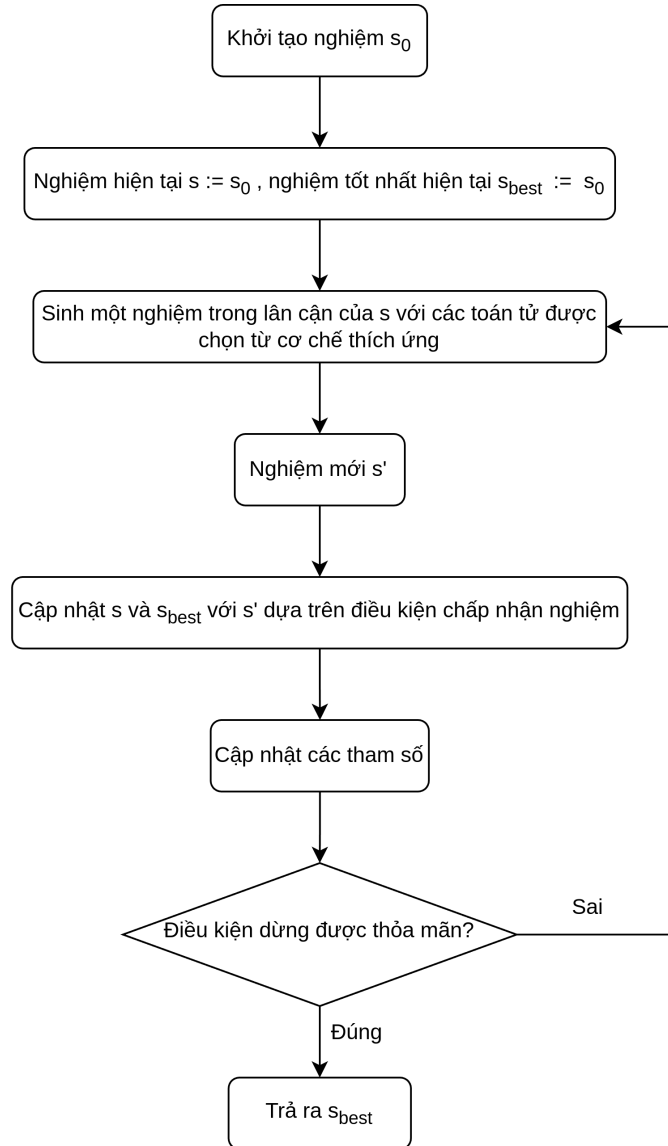 Khởi tạo nghiệm s₀
Nghiệm hiện tại s := s₀ , nghiệm tốt nhất hiện tại s_best := s₀
Sinh một nghiệm trong lân cận của s với các toán tử được
chọn từ cơ chế thích ứng
Nghiệm mới s'
Cập nhật s và s_best với s' dựa trên điều kiện chấp nhận nghiệm
Cập nhật các tham số
Sai
Điều kiện dừng được thỏa mãn?
Đúng
Trả ra s_best